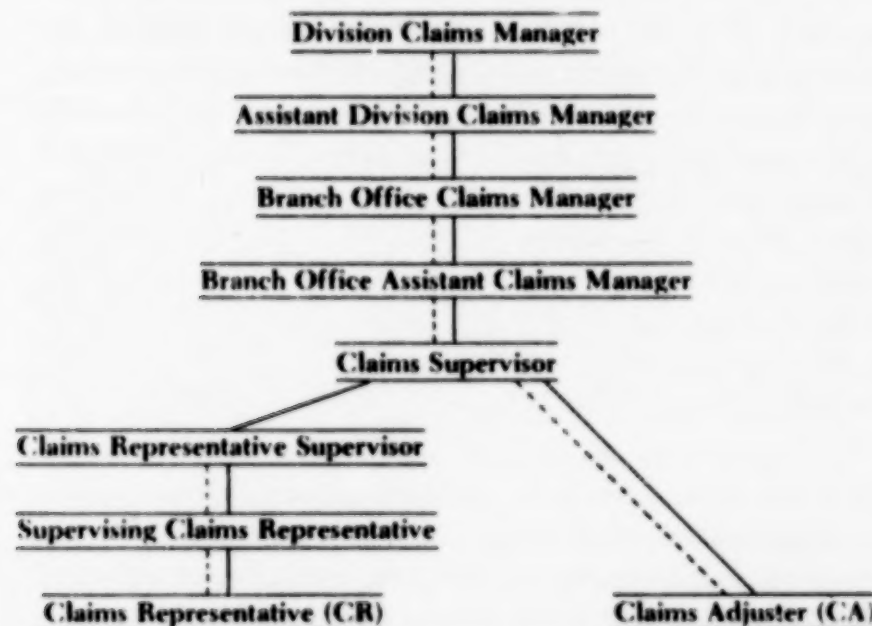 Division Claims Manager
Assistant Division Claims Manager
Branch Office Claims Manager
Branch Office Assistant Claims Manager
Claims Supervisor
Claims Representative Supervisor
Supervising Claims Representative
Claims Representative (CR)
Claims Adjuster (CA)